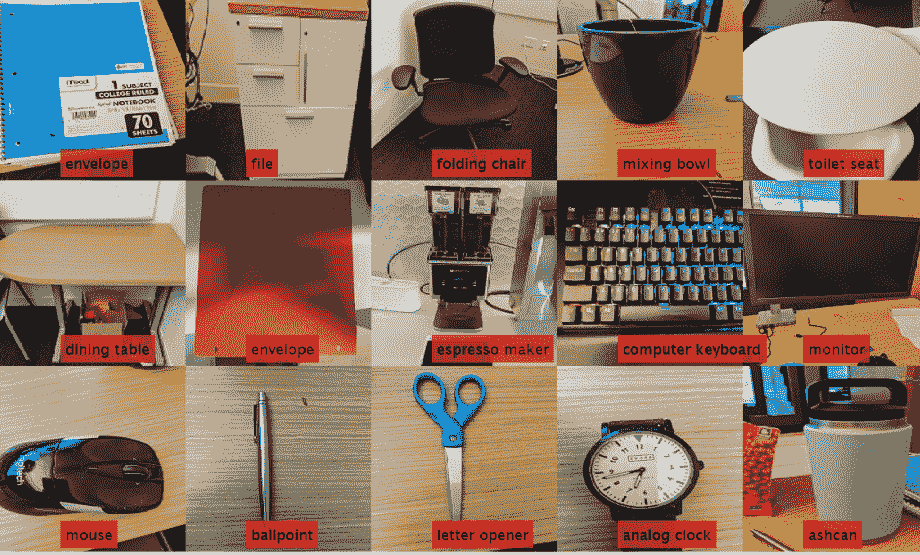 Mead
1 SUBJECT
COLLEGE RULED
NOTEBOOK
70
SHEETS
envelope
file
folding chair
mixing bowl
toilet seat
dining table
envelope
espresso maker
computer keyboard
monitor
mouse
ballpoint
letter opener
analog clock
ashcan